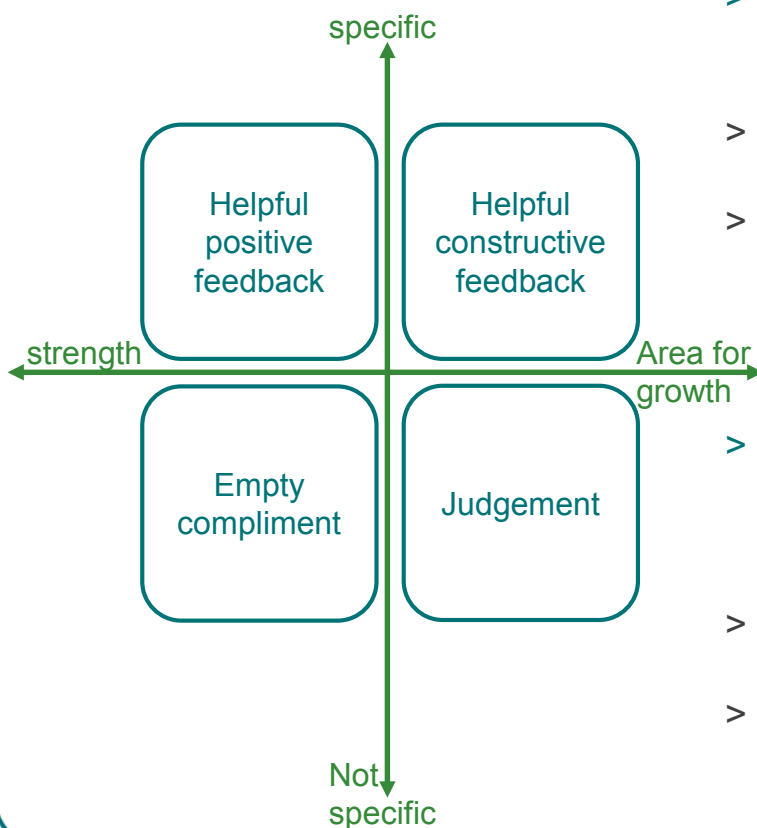 specific
>
>
>
Helpful
positive
feedback
Helpful
constructive
feedback
strength
Area for
growth
>
Empty
compliment
Judgement
>
>
Not
specific